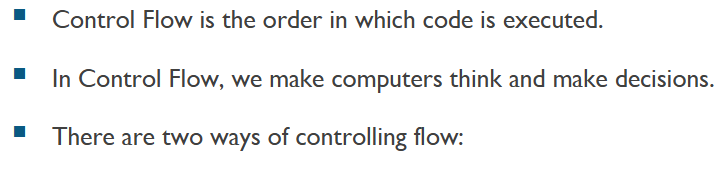 Control Flow is the order in which code is executed.
In Control Flow, we make computers think and make decisions.
There are two ways of controlling flow: